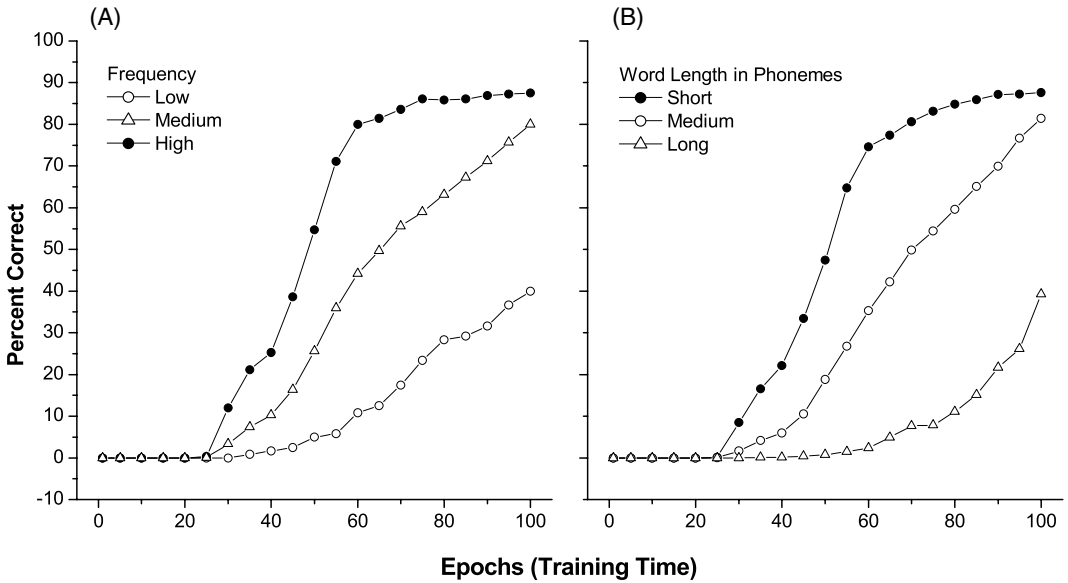 (A)
(B)
Frequency
Low
Medium
High
Word Length in Phonemes
Short
Medium
Long
Percent Correct
100
90
80
70
60
50
40
30
20
10
0
-10
0 20 40 60 80 100
0 20 40 60 80 100
Epochs (Training Time)